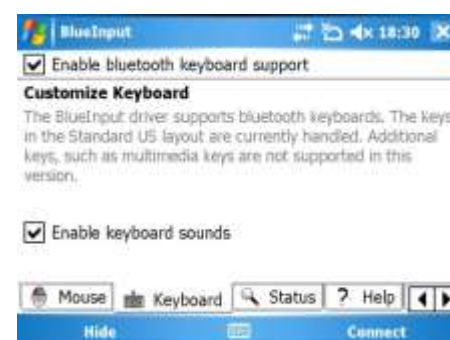 BlueInput 18:30
Enable bluetooth keyboard support
Customize Keyboard
The BlueInput driver supports bluetooth keyboards. The keys
in the Standard US layout are currently handled. Additional
keys, such as multimedia keys are not supported in this
version.
Enable keyboard sounds
Mouse Keyboard Status ? Help
Hide Connect